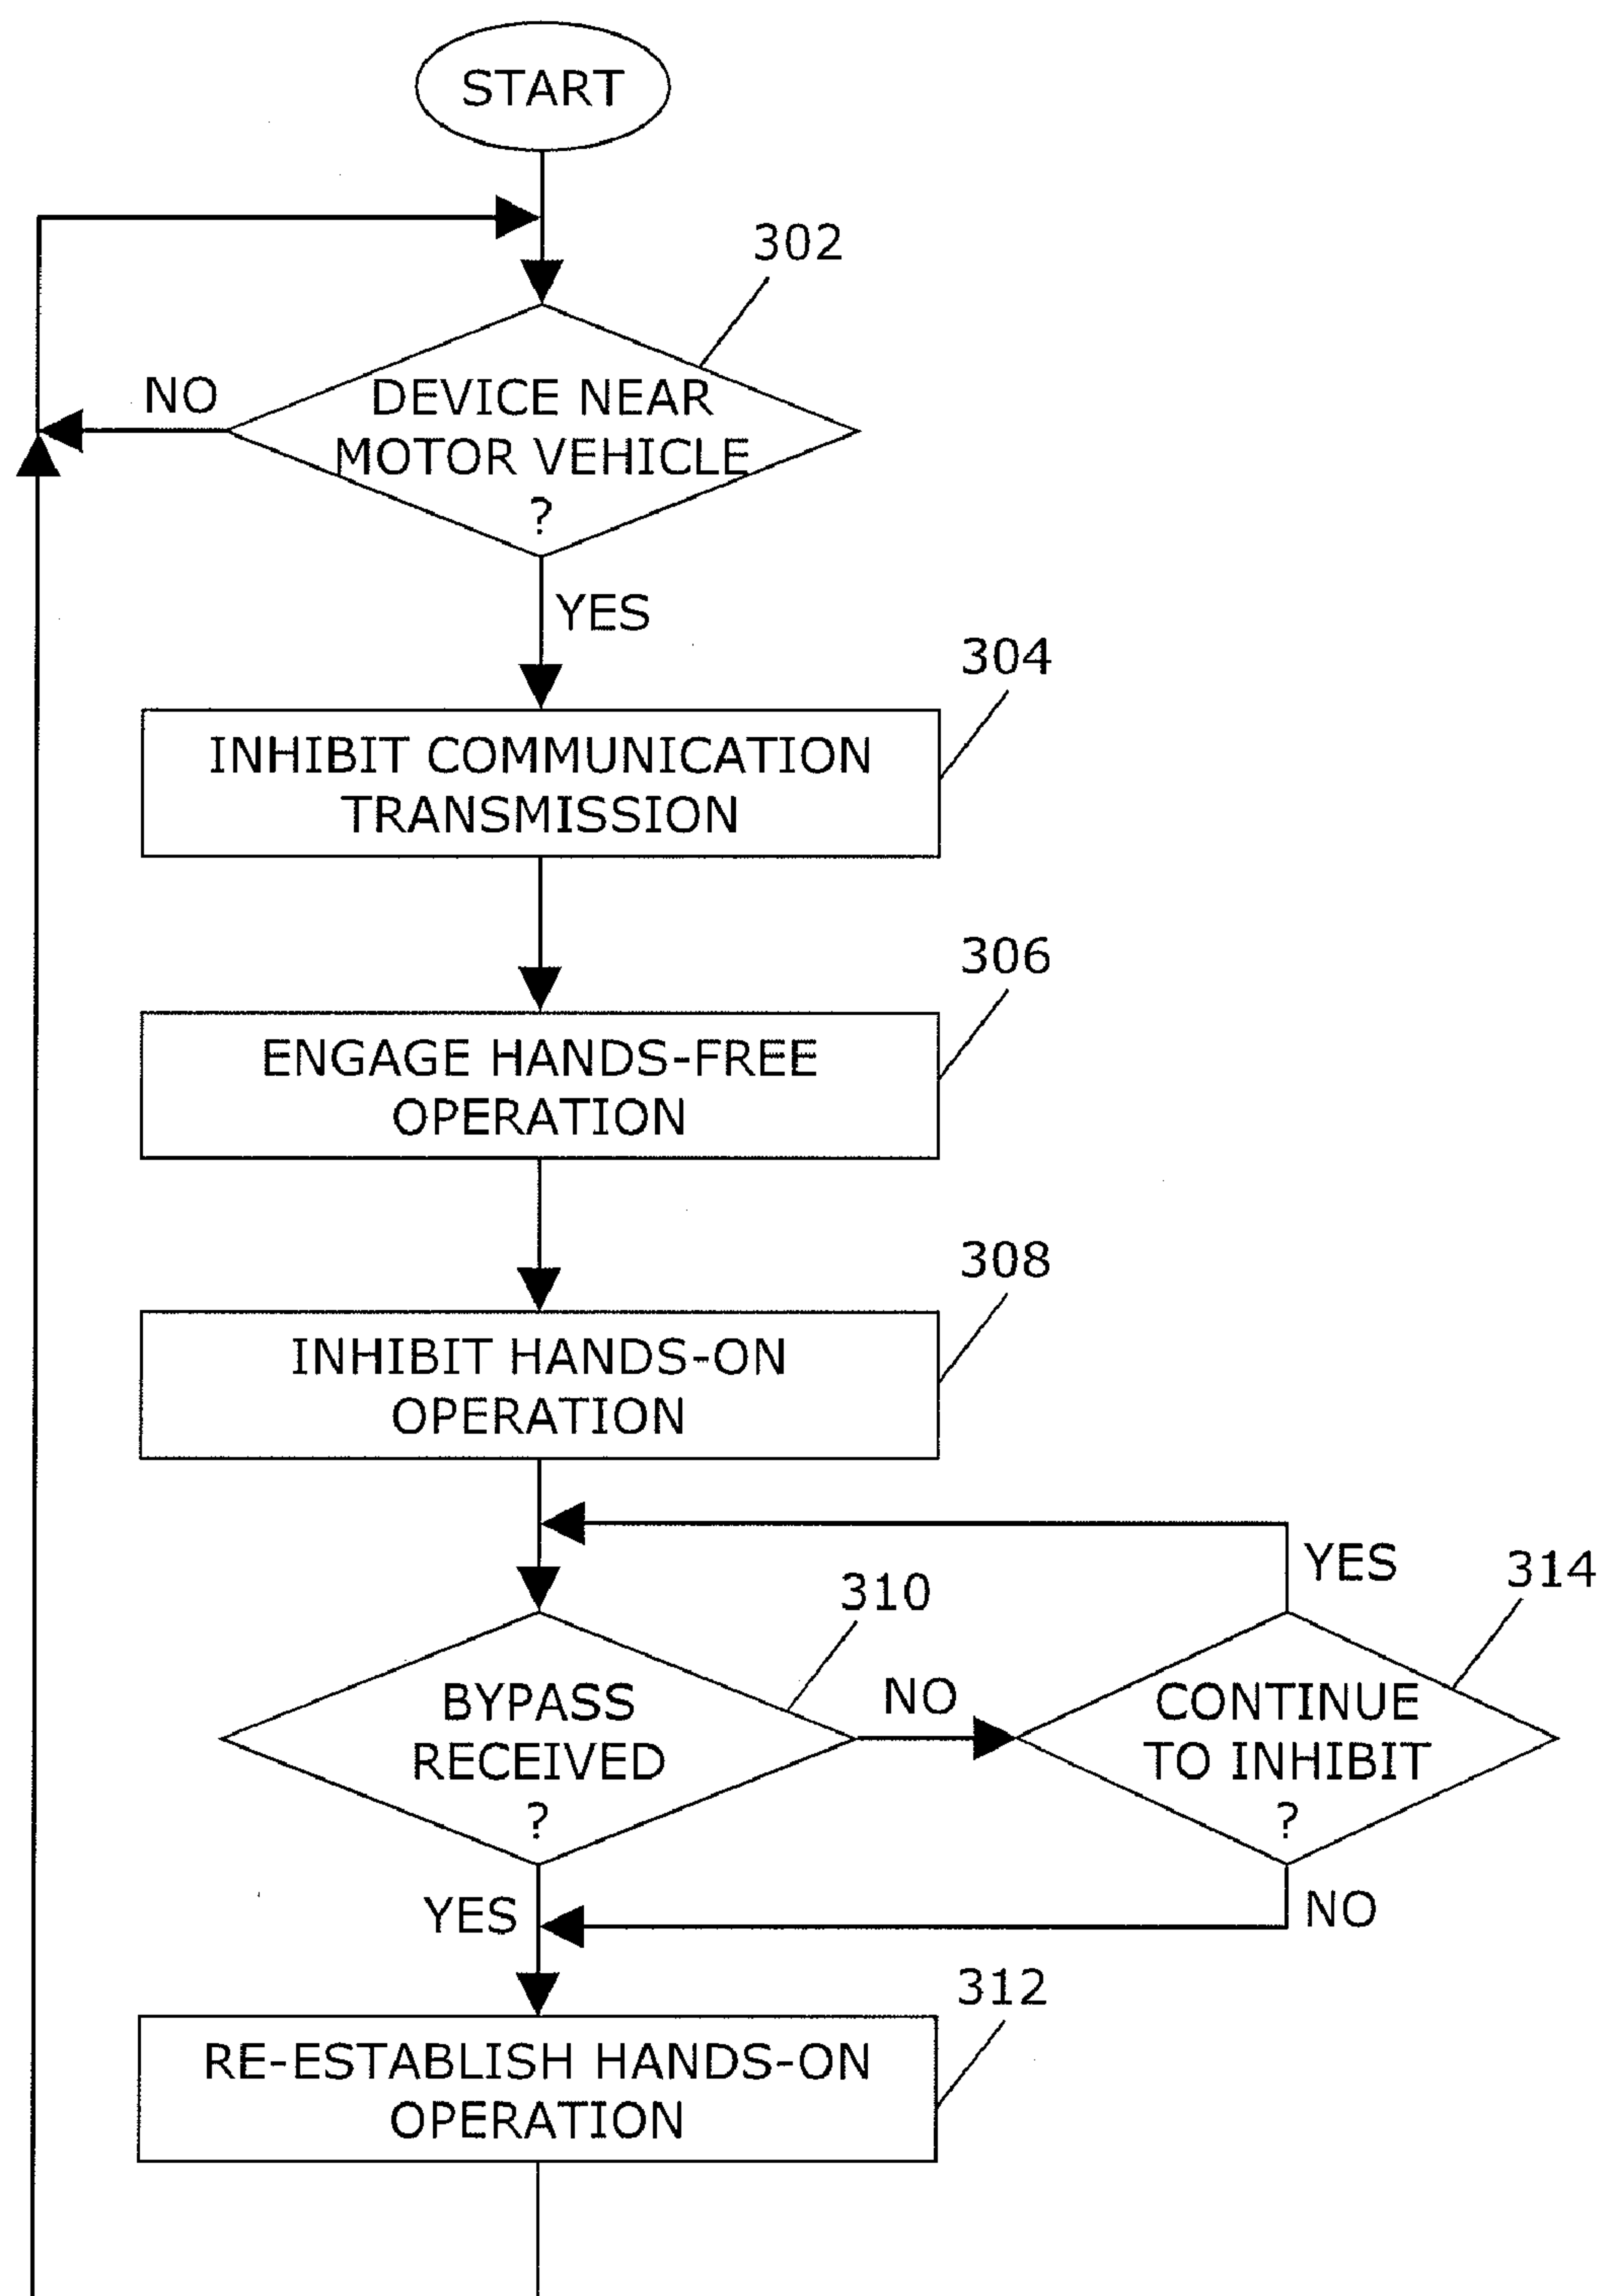 START
302
NO
DEVICE NEAR
MOTOR VEHICLE
?
YES
304
INHIBIT COMMUNICATION
TRANSMISSION
306
ENGAGE HANDS-FREE
OPERATION
308
INHIBIT HANDS-ON
OPERATION
YES
314
310
BYPASS
RECEIVED
?
NO
CONTINUE
TO INHIBIT
?
YES
NO
312
RE-ESTABLISH HANDS-ON
OPERATION